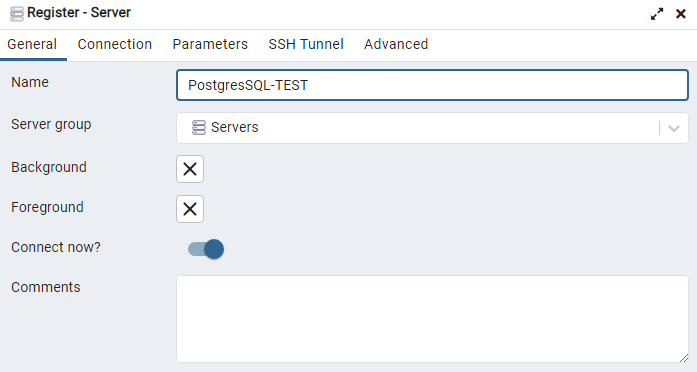 Register - Server
General Connection Parameters SSH Tunnel Advanced
Name PostgresSQL-TEST
Server group Servers
Background
Foreground
Connect now?
Comments